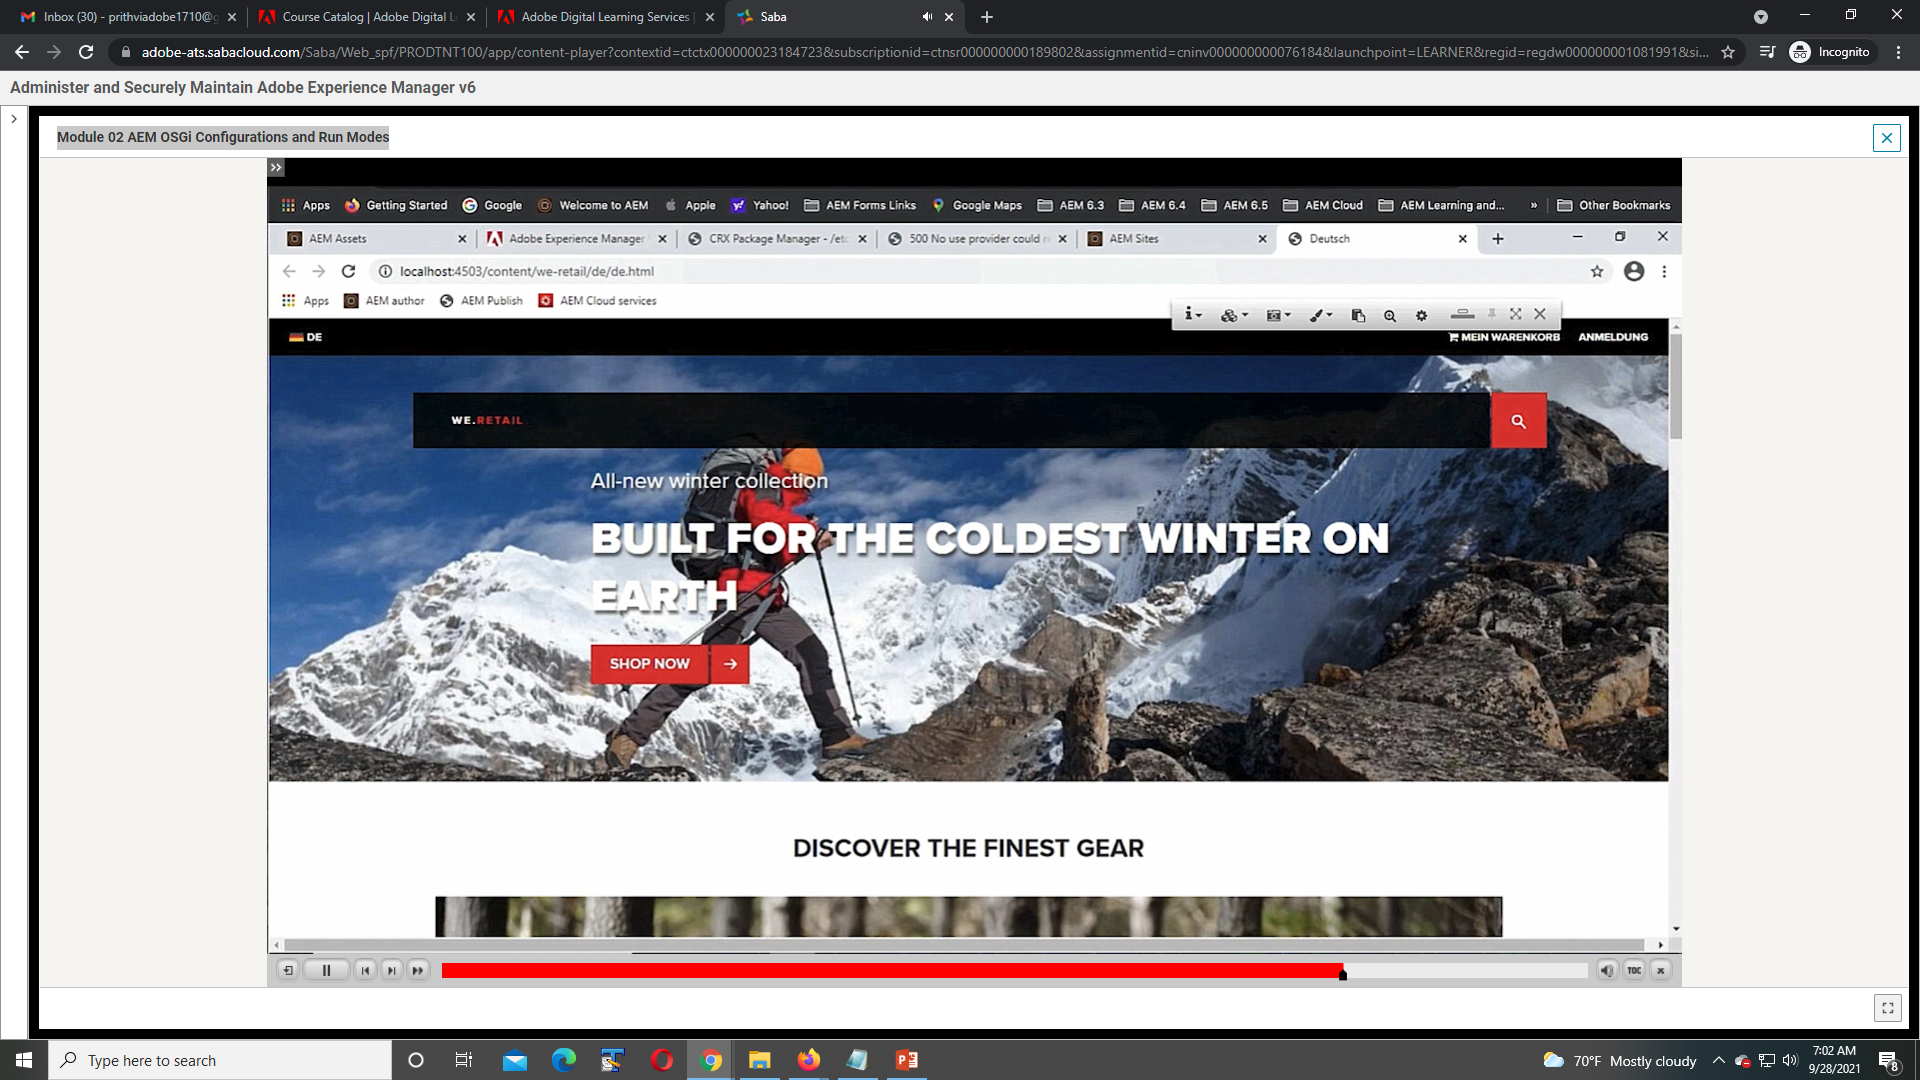 Inbox (30) - prithviadobe1710@g
Course Catalog | Adobe Digital L
Adobe Digital Learning Services |
Saba
adobe-ats.sabacloud.com/Saba/Web_spf/PRODTNT100/app/content-player?contextid=ctctx000000023184723&subscriptionid=ctnsr0000000000189802&assignmentid=cninv000000000076184&launchpoint=LEARNER&regid=regdw000000001081991&si...
Incognito
Administer and Securely Maintain Adobe Experience Manager v6
Module 02 AEM OSGi Configurations and Run Modes
Apps
Getting Started
Google
Welcome to AEM
Apple
Yahoo!
AEM Forms Links
Google Maps
AEM 6.3
AEM 6.4
AEM 6.5
AEM Cloud
AEM Learning and...
»
Other Bookmarks
AEM Assets
Adobe Experience Manager
CRX Package Manager - /etc
500 No use provider could r
AEM Sites
Deutsch
localhost:4503/content/we-retail/de/de.html
Apps
AEM author
AEM Publish
AEM Cloud services
DE
MEIN WARENKORB
ANMELDUNG
WE.RETAIL
All-new winter collection
BUILT FOR THE COLDEST WINTER ON
EARTH
SHOP NOW
DISCOVER THE FINEST GEAR
TOC
Type here to search
70°F Mostly cloudy
7:02 AM
9/28/2021
8